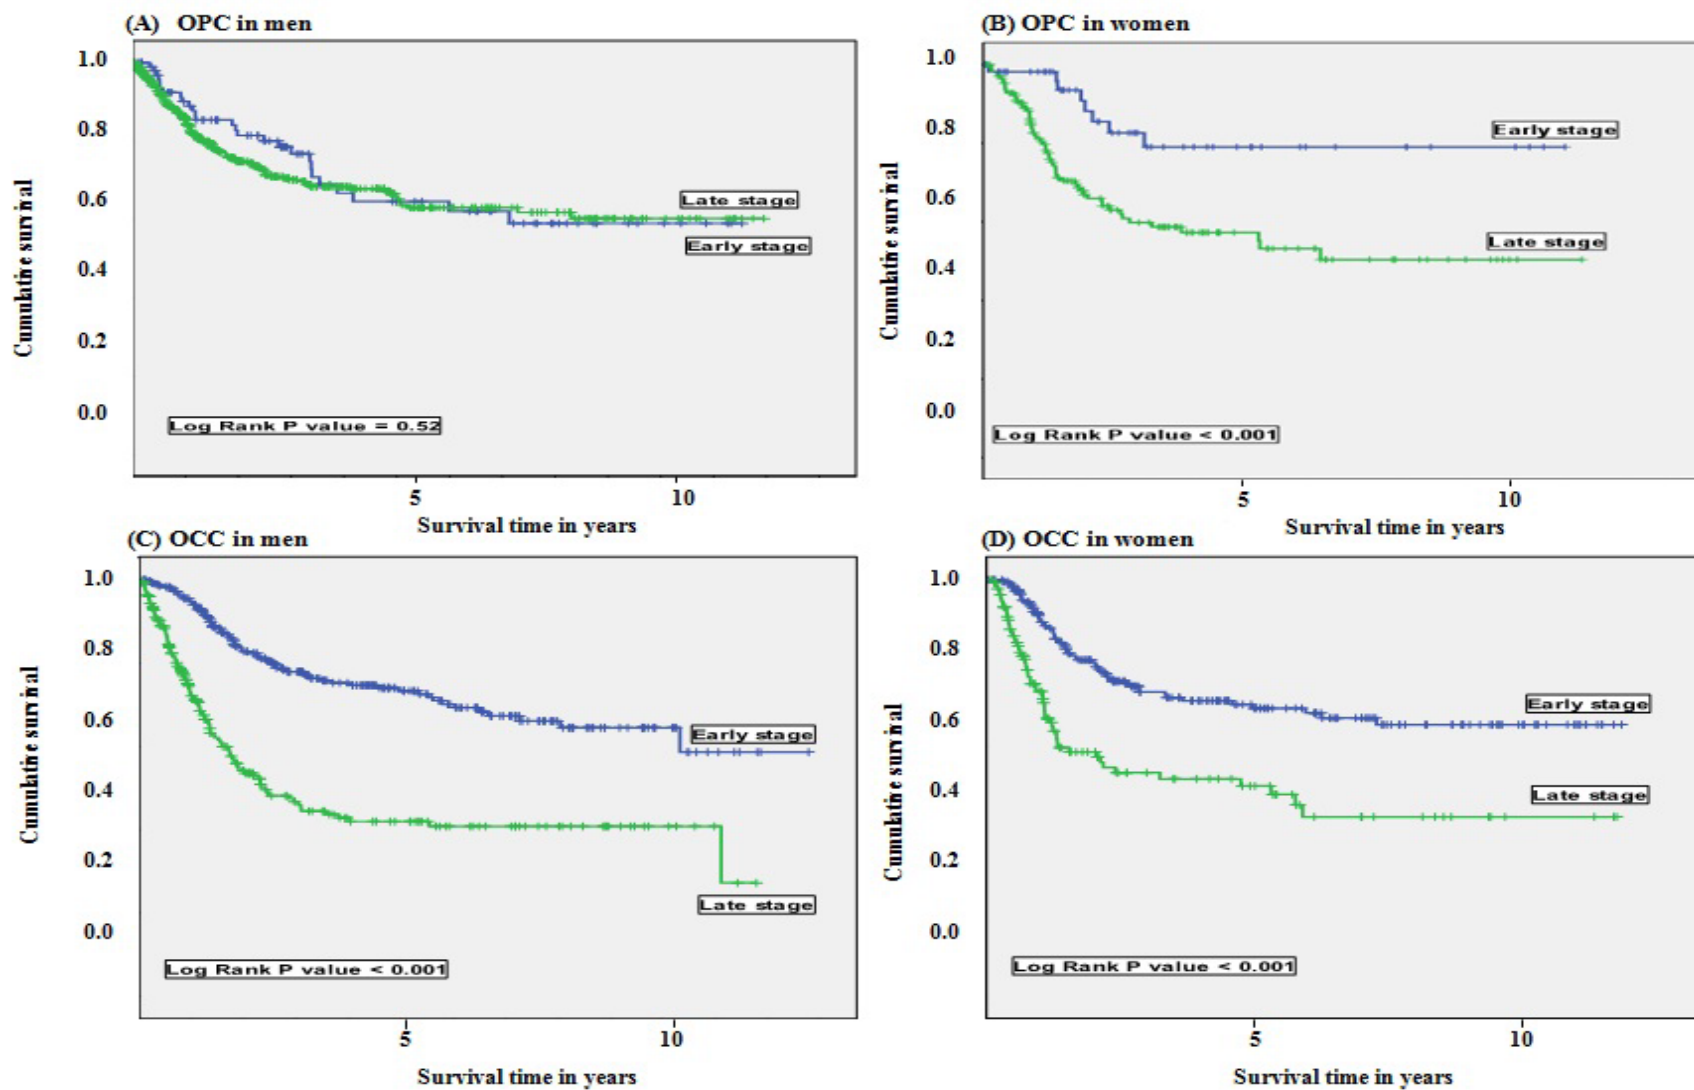 (A) OPC in men
1.0
0.8
0.6
0.4
0.2
0.0
Cumulative survival
Late stage
Early stage
Log Rank P value = 0.52
5
10
Survival time in years
(B) OPC in women
1.0
0.8
0.6
0.4
0.2
0.0
Cumulative survival
Early stage
Late stage
Log Rank P value < 0.001
5
10
Survival time in years
(C) OCC in men
1.0
0.8
0.6
0.4
0.2
0.0
Cumulative survival
Early stage
Late stage
Log Rank P value < 0.001
5
10
Survival time in years
(D) OCC in women
1.0
0.8
0.6
0.4
0.2
0.0
Cumulative survival
Early stage
Late stage
Log Rank P value < 0.001
5
10
Survival time in years